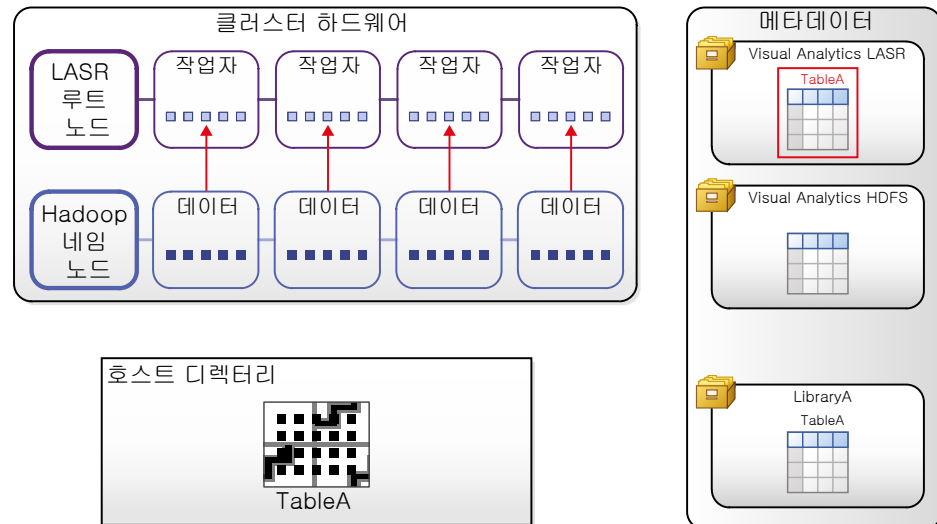 클러스터 하드웨어
LASR
루트
노드
작업자
작업자
작업자
작업자
Hadoop
네임
노드
데이터
데이터
데이터
데이터
호스트 디렉터리
TableA
메타데이터
Visual Analytics LASR
TableA
Visual Analytics HDFS
LibraryA
TableA